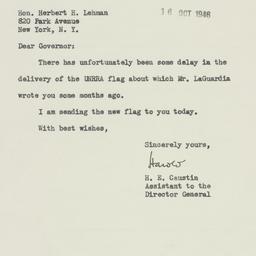 Hon. Herbert H. Lehman
820 Park Avenue
New York, N. Y.
16 OCT 1946
Dear Governor:
There has unfortunately been some delay in the
delivery of the UNRRA flag about which Mr. LaGuardia
wrote you some months ago.
I am sending the new flag to you today.
With best wishes,
Sincerely yours,
Harold
H. E. Caustin
Assistant to the
Director General